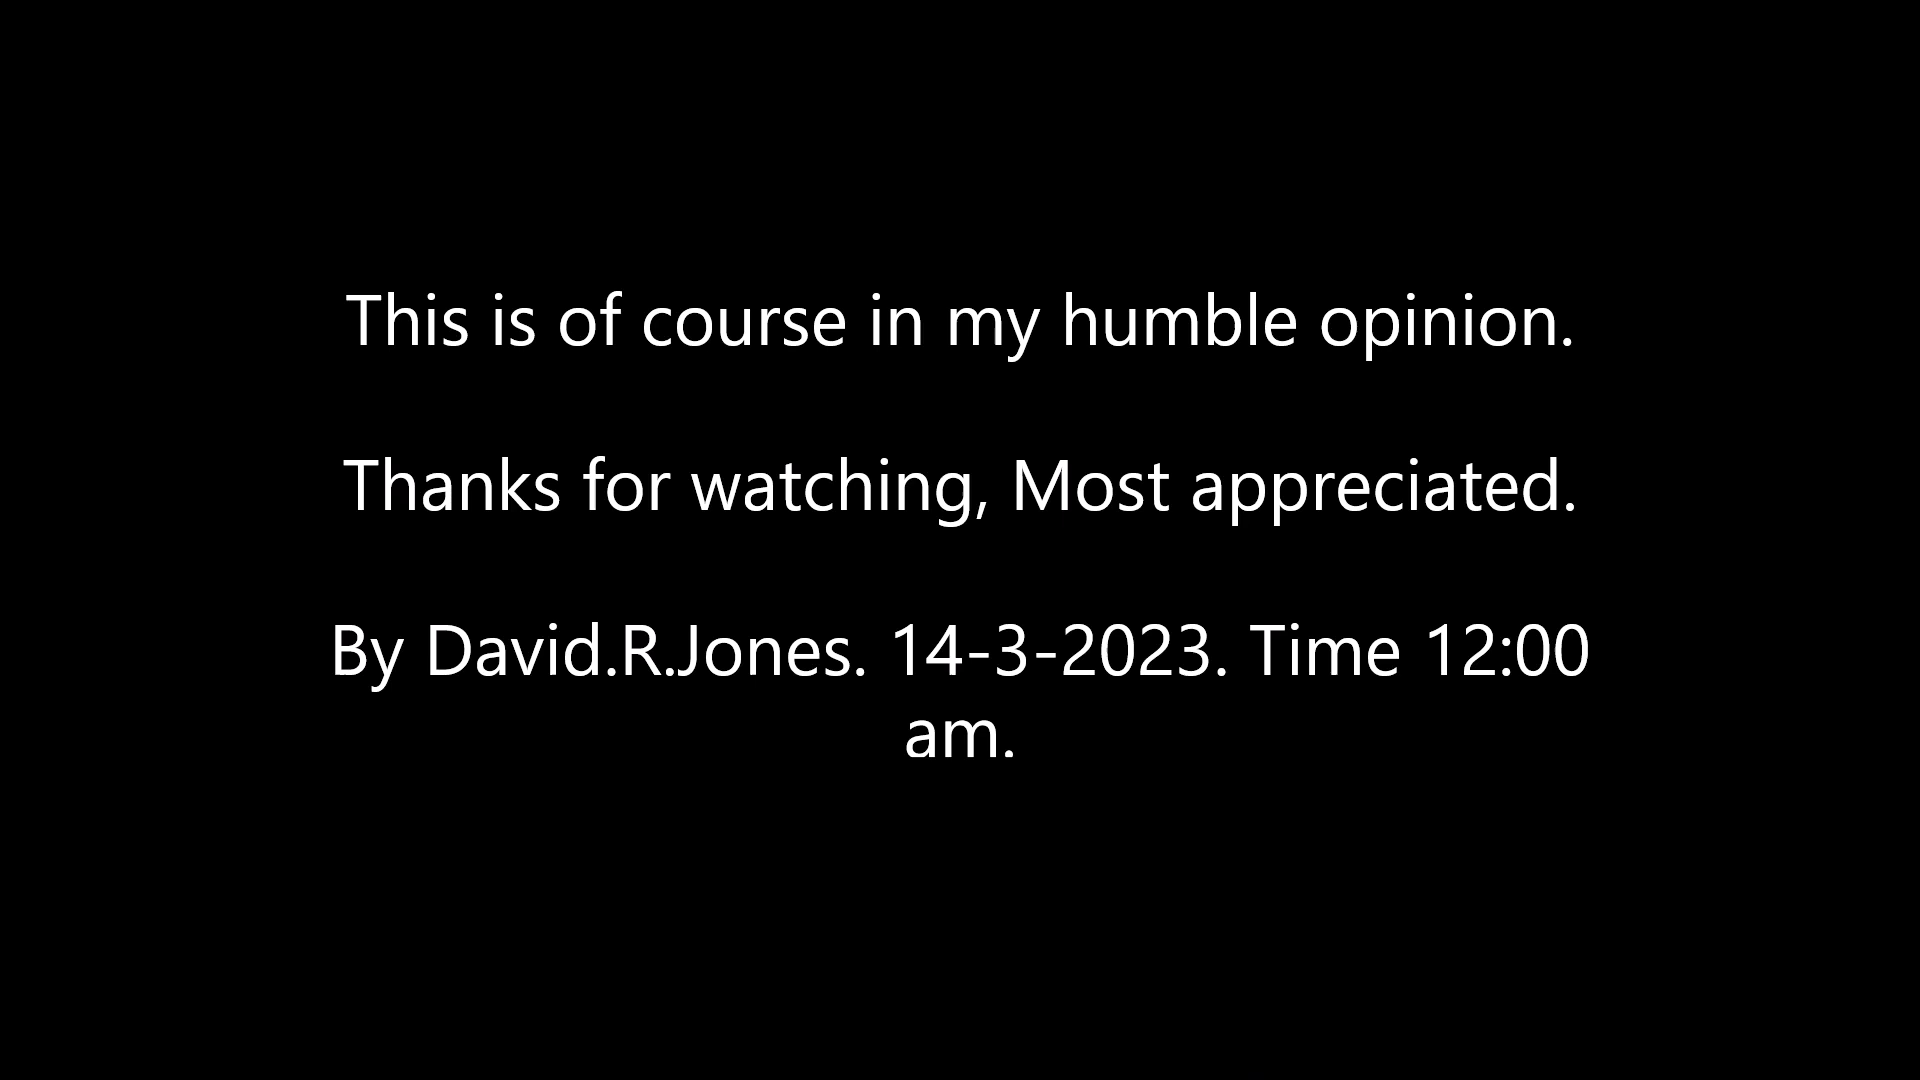 This is of course in my humble opinion.
Thanks for watching, Most appreciated.
By David.R.Jones. 14-3-2023. Time 12:00
am.